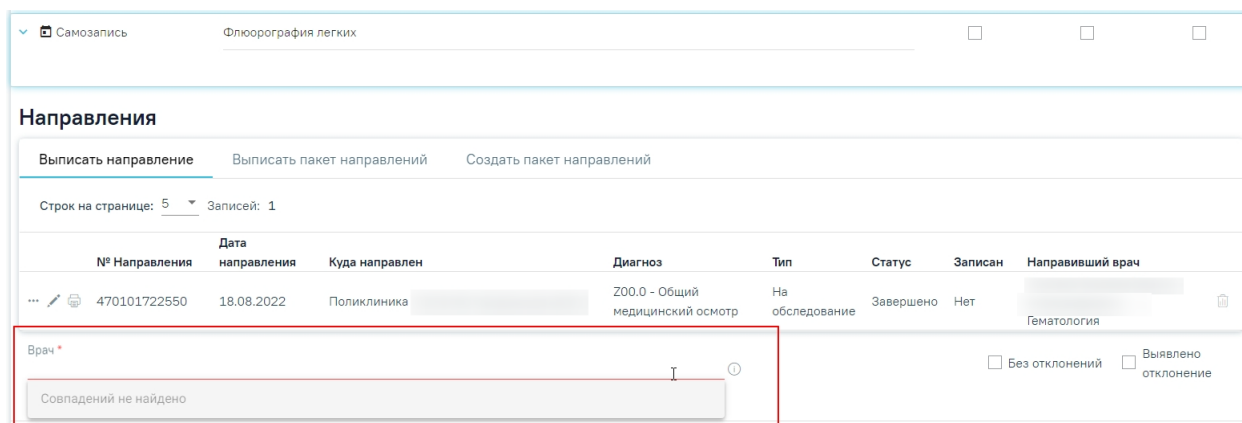 Самозапись Флюорография легких
Направления
Выписать направление Выписать пакет направлений Создать пакет направлений
Строк на странице: 5 Записей: 1
№ Направления Дата направления Куда направлен Диагноз Тип Статус Записан Направивший врач
470101722550 18.08.2022 Поликлиника Z00.0 - Общий медицинский осмотр На обследование Завершено Нет Гематология
Врач *
Без отклонений Выявлено отклонение
Совпадений не найдено